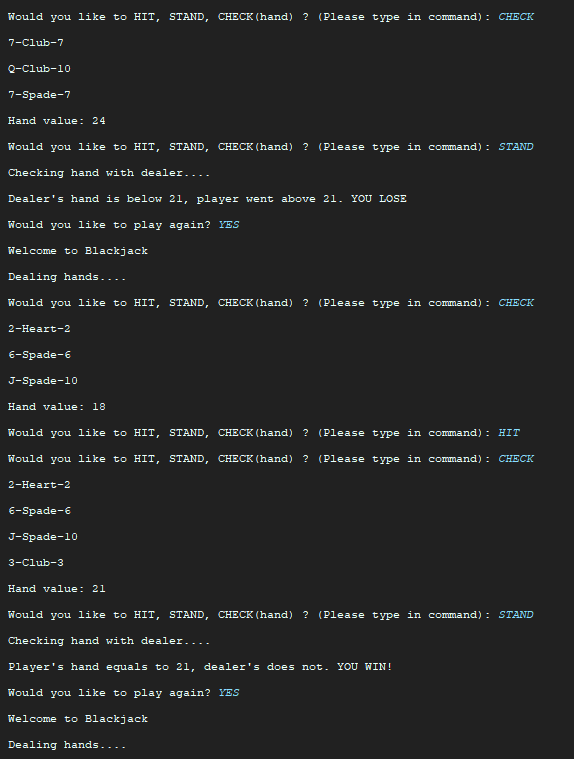 Would you like to HIT, STAND, CHECK(hand) ? (Please type in command): CHECK
7-Club-7
Q-Club-10
7-Spade-7
Hand value: 24
Would you like to HIT, STAND, CHECK(hand) ? (Please type in command): STAND
Checking hand with dealer....
Dealer's hand is below 21, player went above 21. YOU LOSE
Would you like to play again? YES
Welcome to Blackjack
Dealing hands....
Would you like to HIT, STAND, CHECK(hand) ? (Please type in command): CHECK
2-Heart-2
6-Spade-6
J-Spade-10
Hand value: 18
Would you like to HIT, STAND, CHECK(hand) ? (Please type in command): HIT
Would you like to HIT, STAND, CHECK(hand) ? (Please type in command): CHECK
2-Heart-2
6-Spade-6
J-Spade-10
3-Club-3
Hand value: 21
Would you like to HIT, STAND, CHECK(hand) ? (Please type in command): STAND
Checking hand with dealer....
Player's hand equals to 21, dealer's does not. YOU WIN!
Would you like to play again? YES
Welcome to Blackjack
Dealing hands....